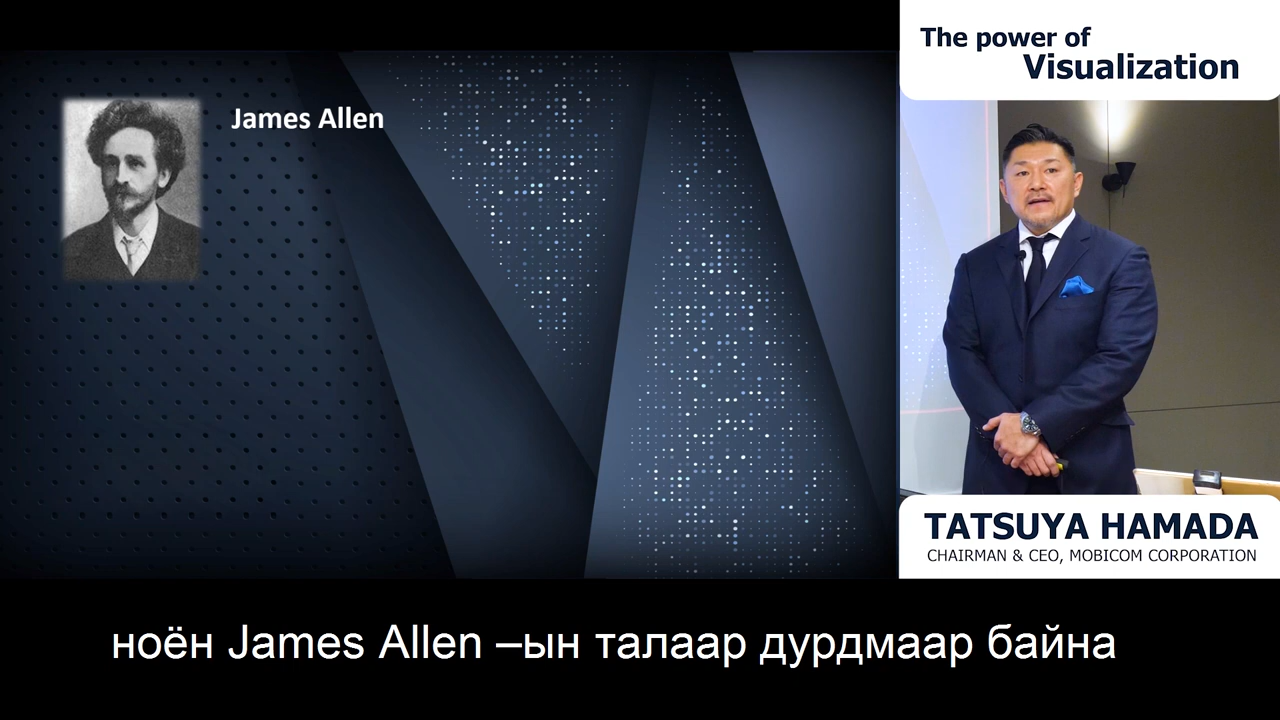 James Allen
The power of
Visualization
TATSUYA HAMADA
CHAIRMAN & CEO, MOBICOM CORPORATION
ноён James Allen –ын талаар дурдмаар байна